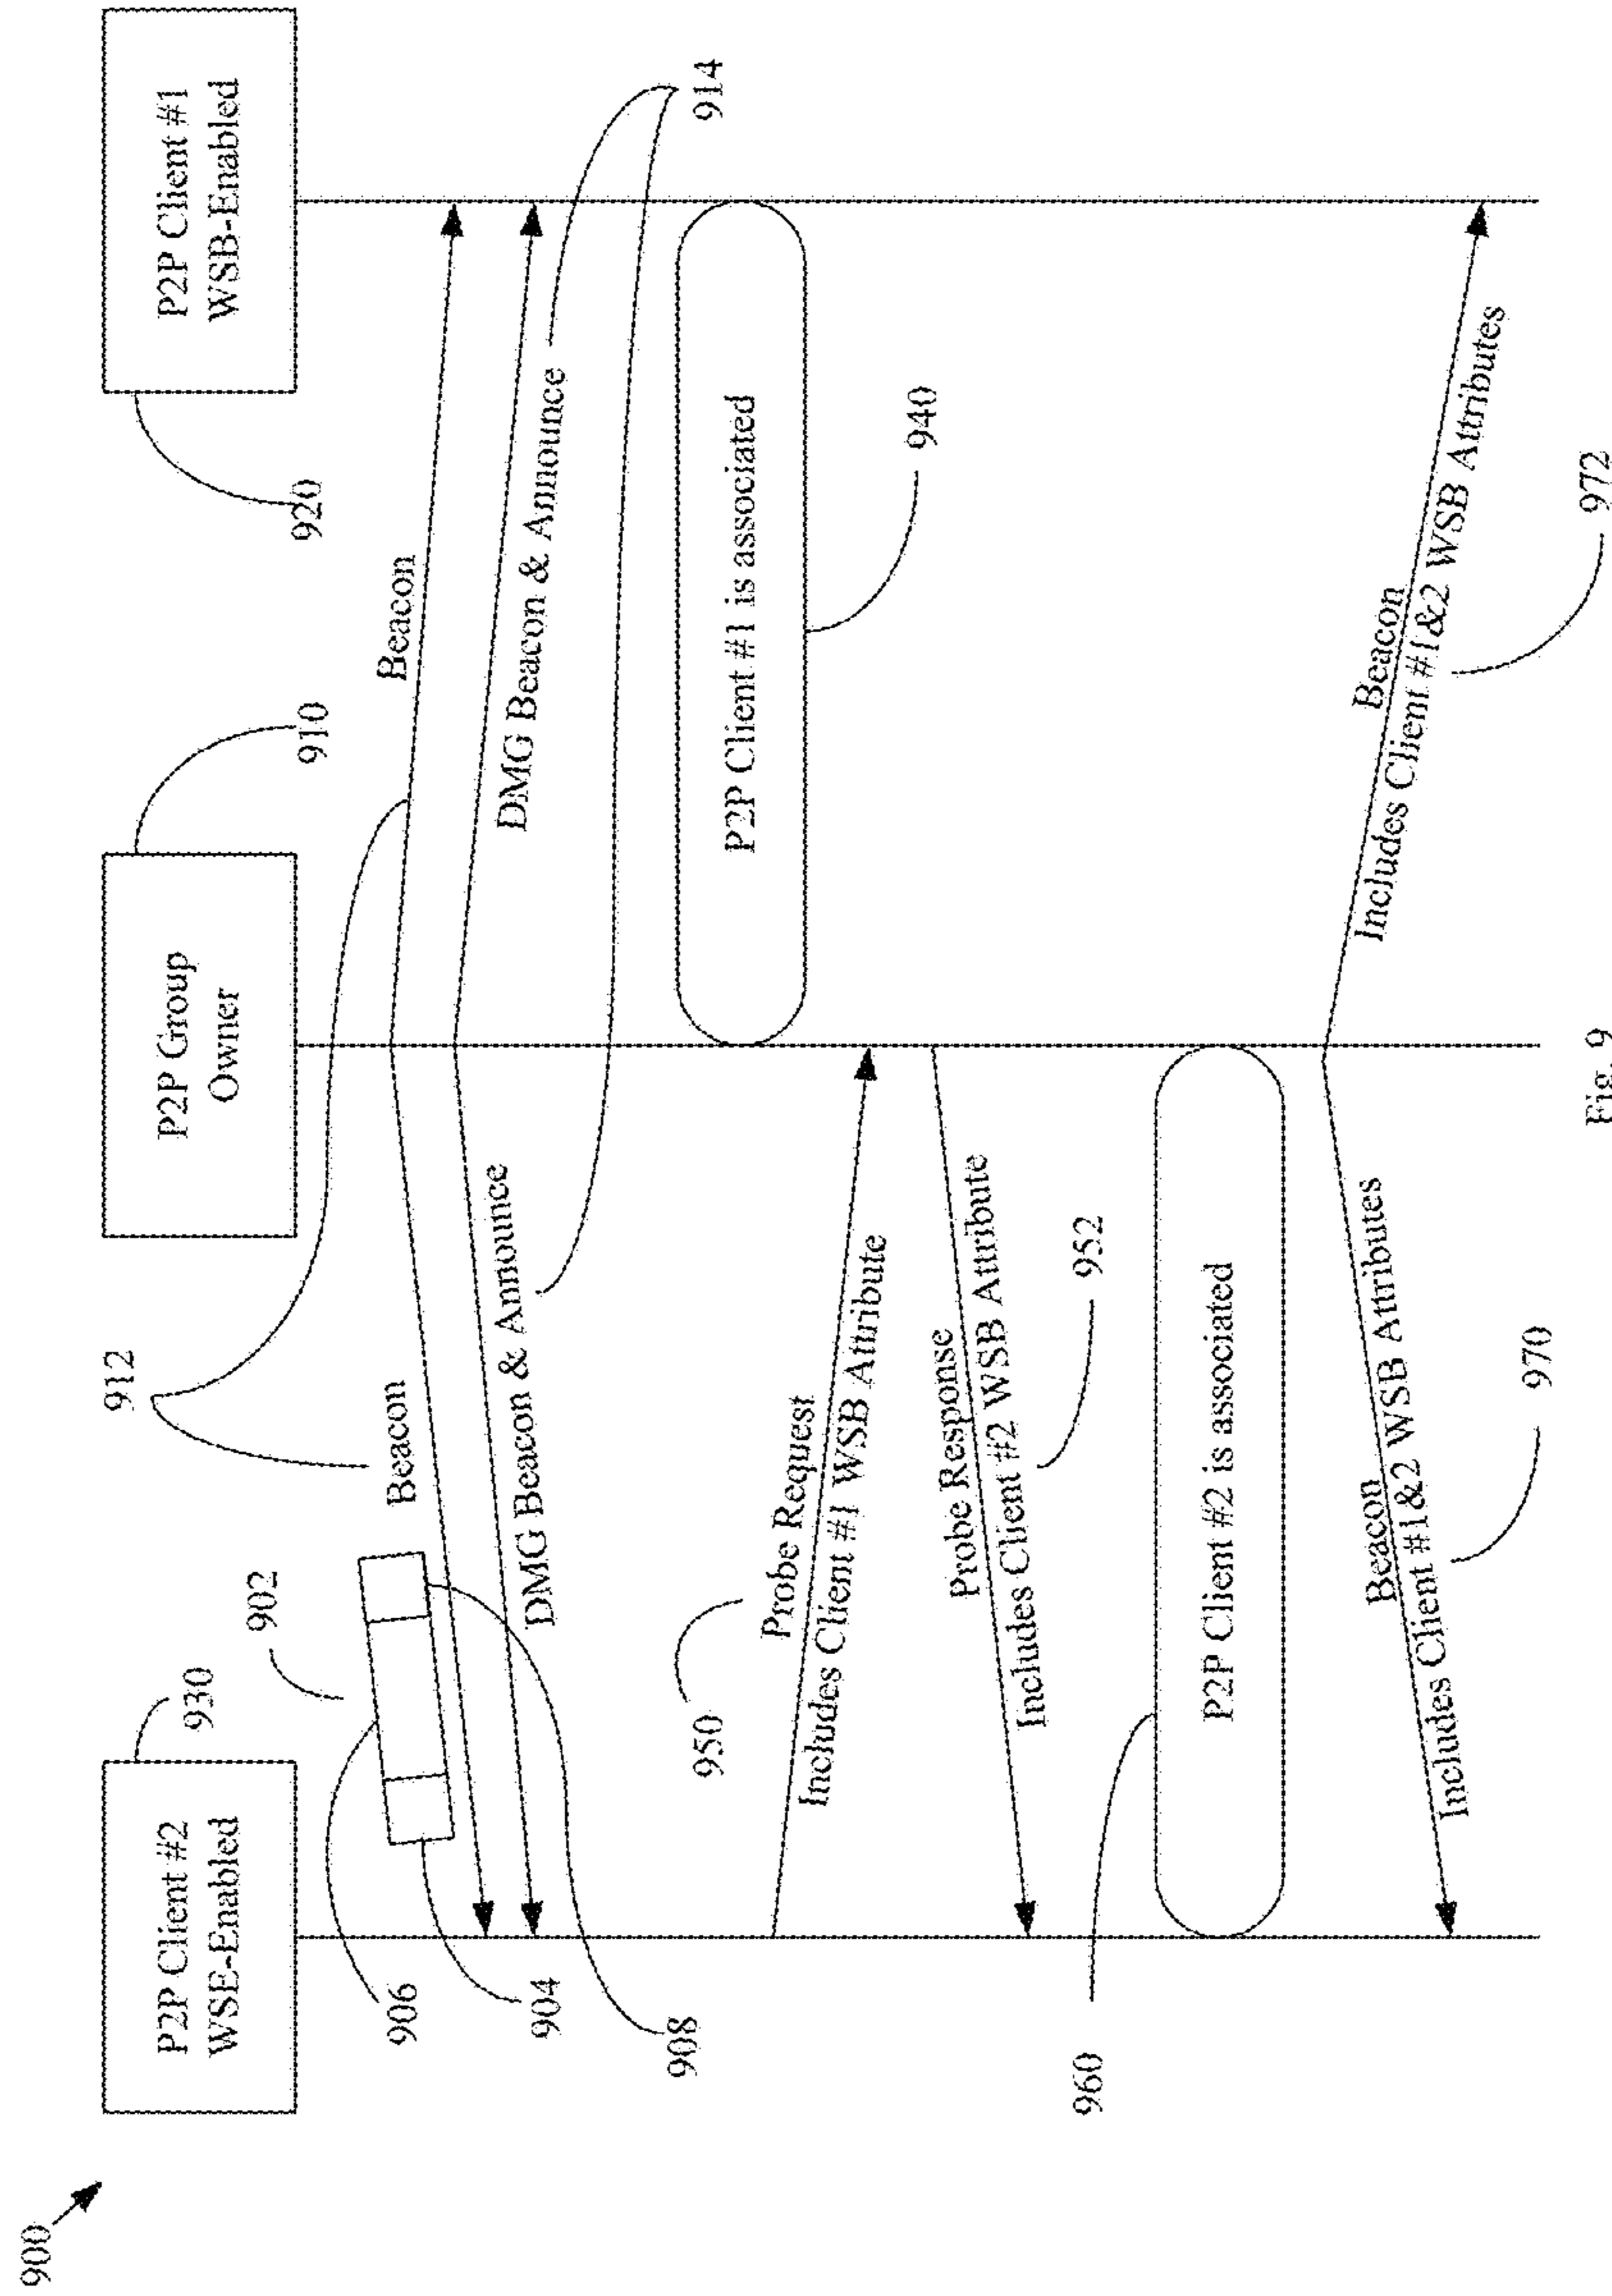 900
P2P Client #2
WSE-Enabled
930
P2P Group
Owner
910
P2P Client #1
WSB-Enabled
920
902
906
904
908
912
Beacon
Beacon
DMG Beacon & Announce
DMG Beacon & Announce
914
P2P Client #1 is associated
940
950
Probe Request
Includes Client #1 WSB Attribute
Probe Response
Includes Client #2 WSB Attribute
952
P2P Client #2 is associated
960
Beacon
Includes Client #1&2 WSB Attributes
970
Beacon
Includes Client #1&2 WSB Attributes
972
Fig. 9